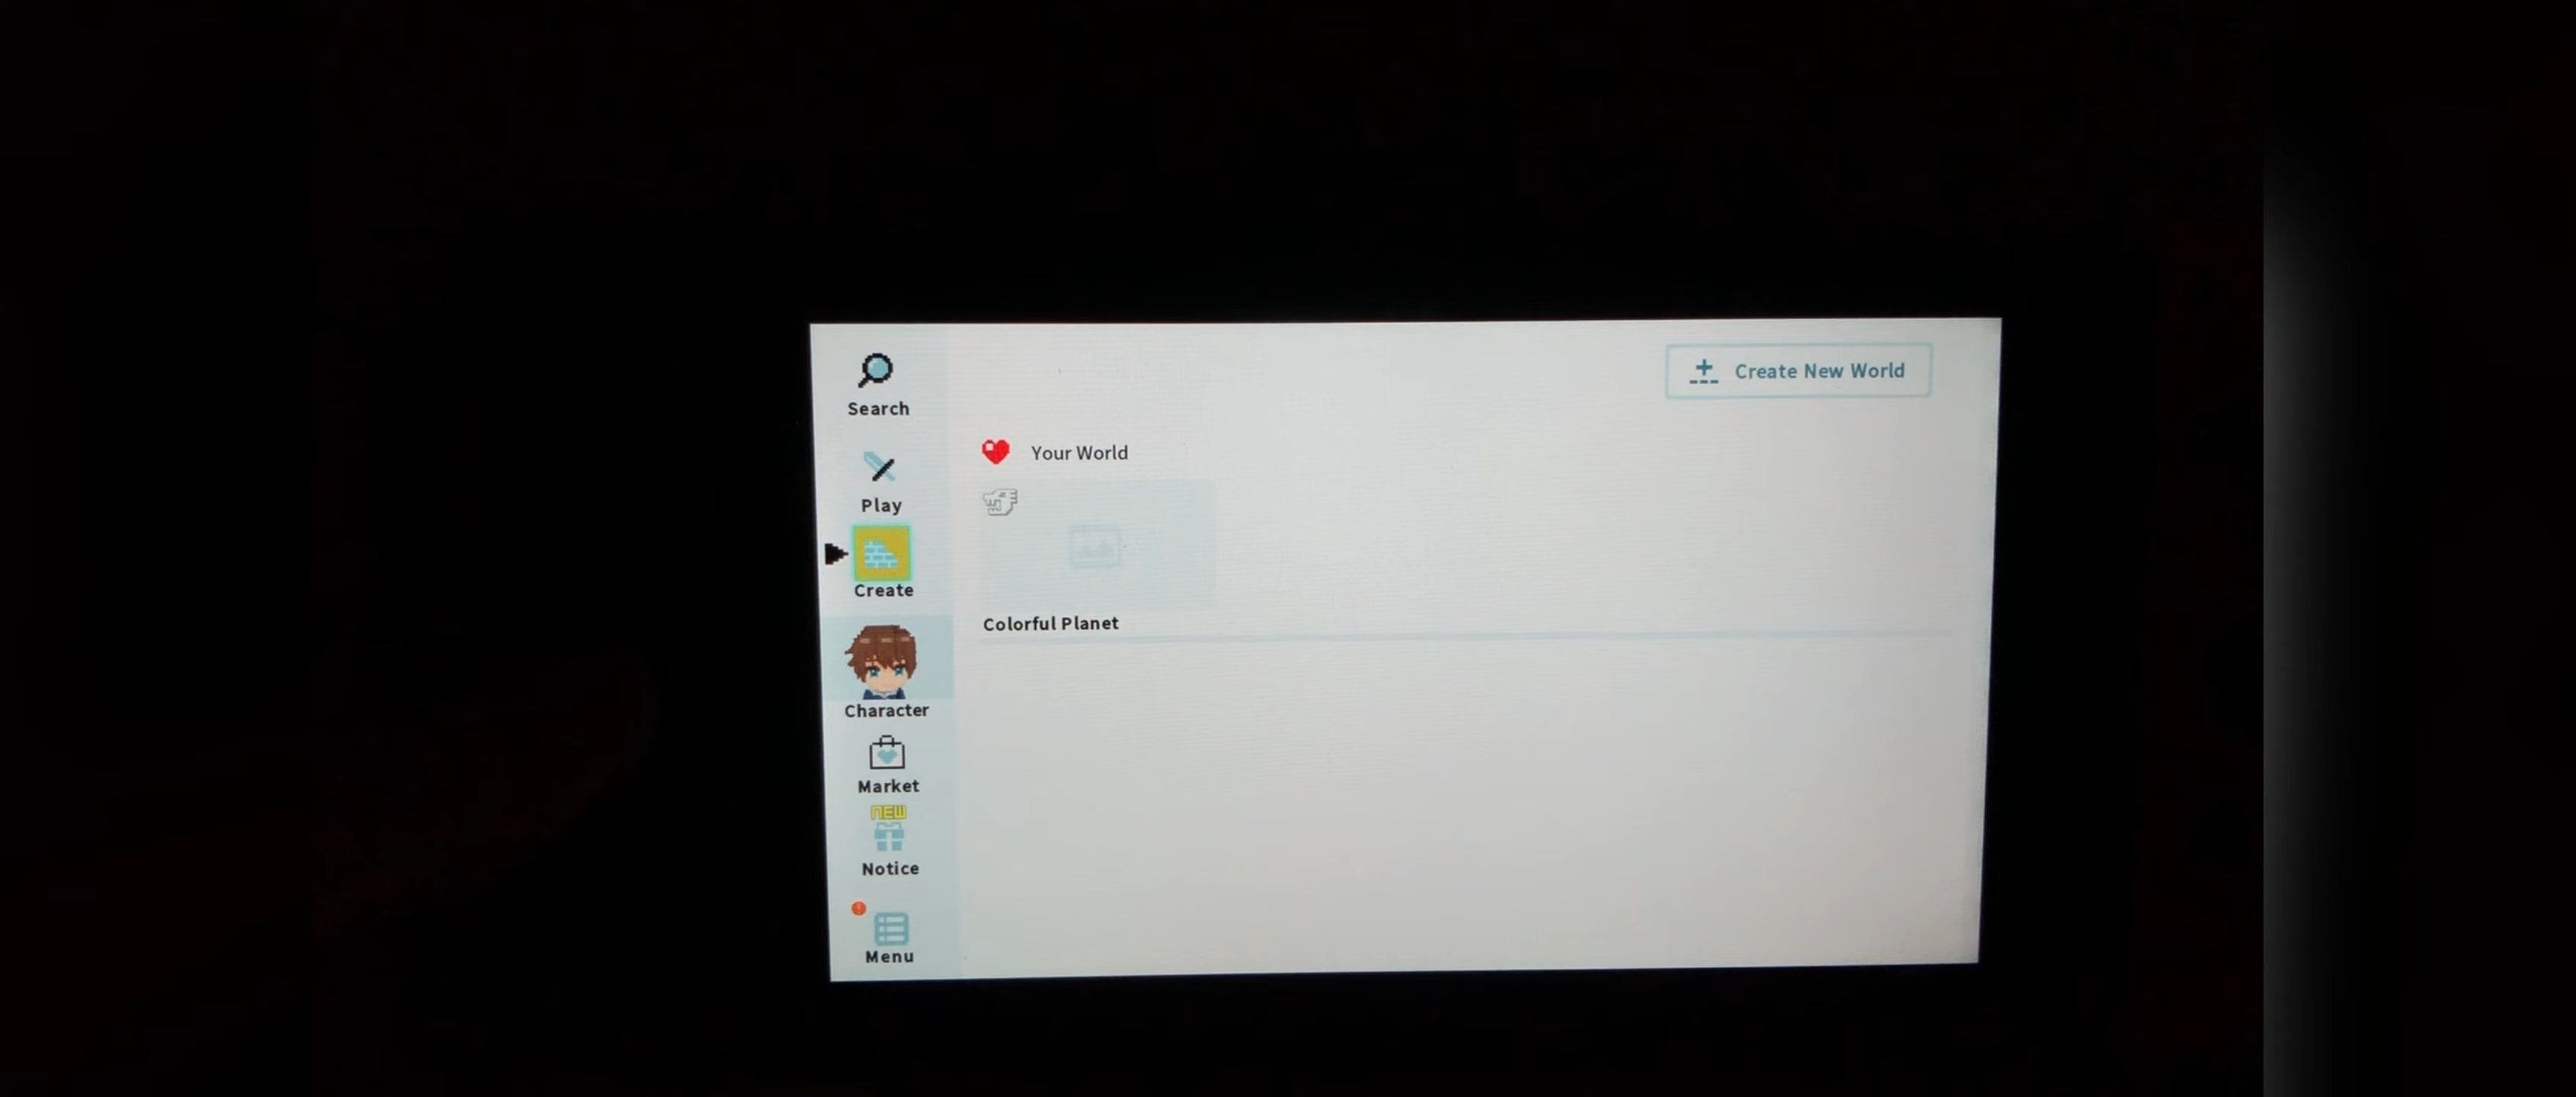 Search
Play
Create
Character
Market
NEW
Notice
Menu
Create New World
Your World
Colorful Planet